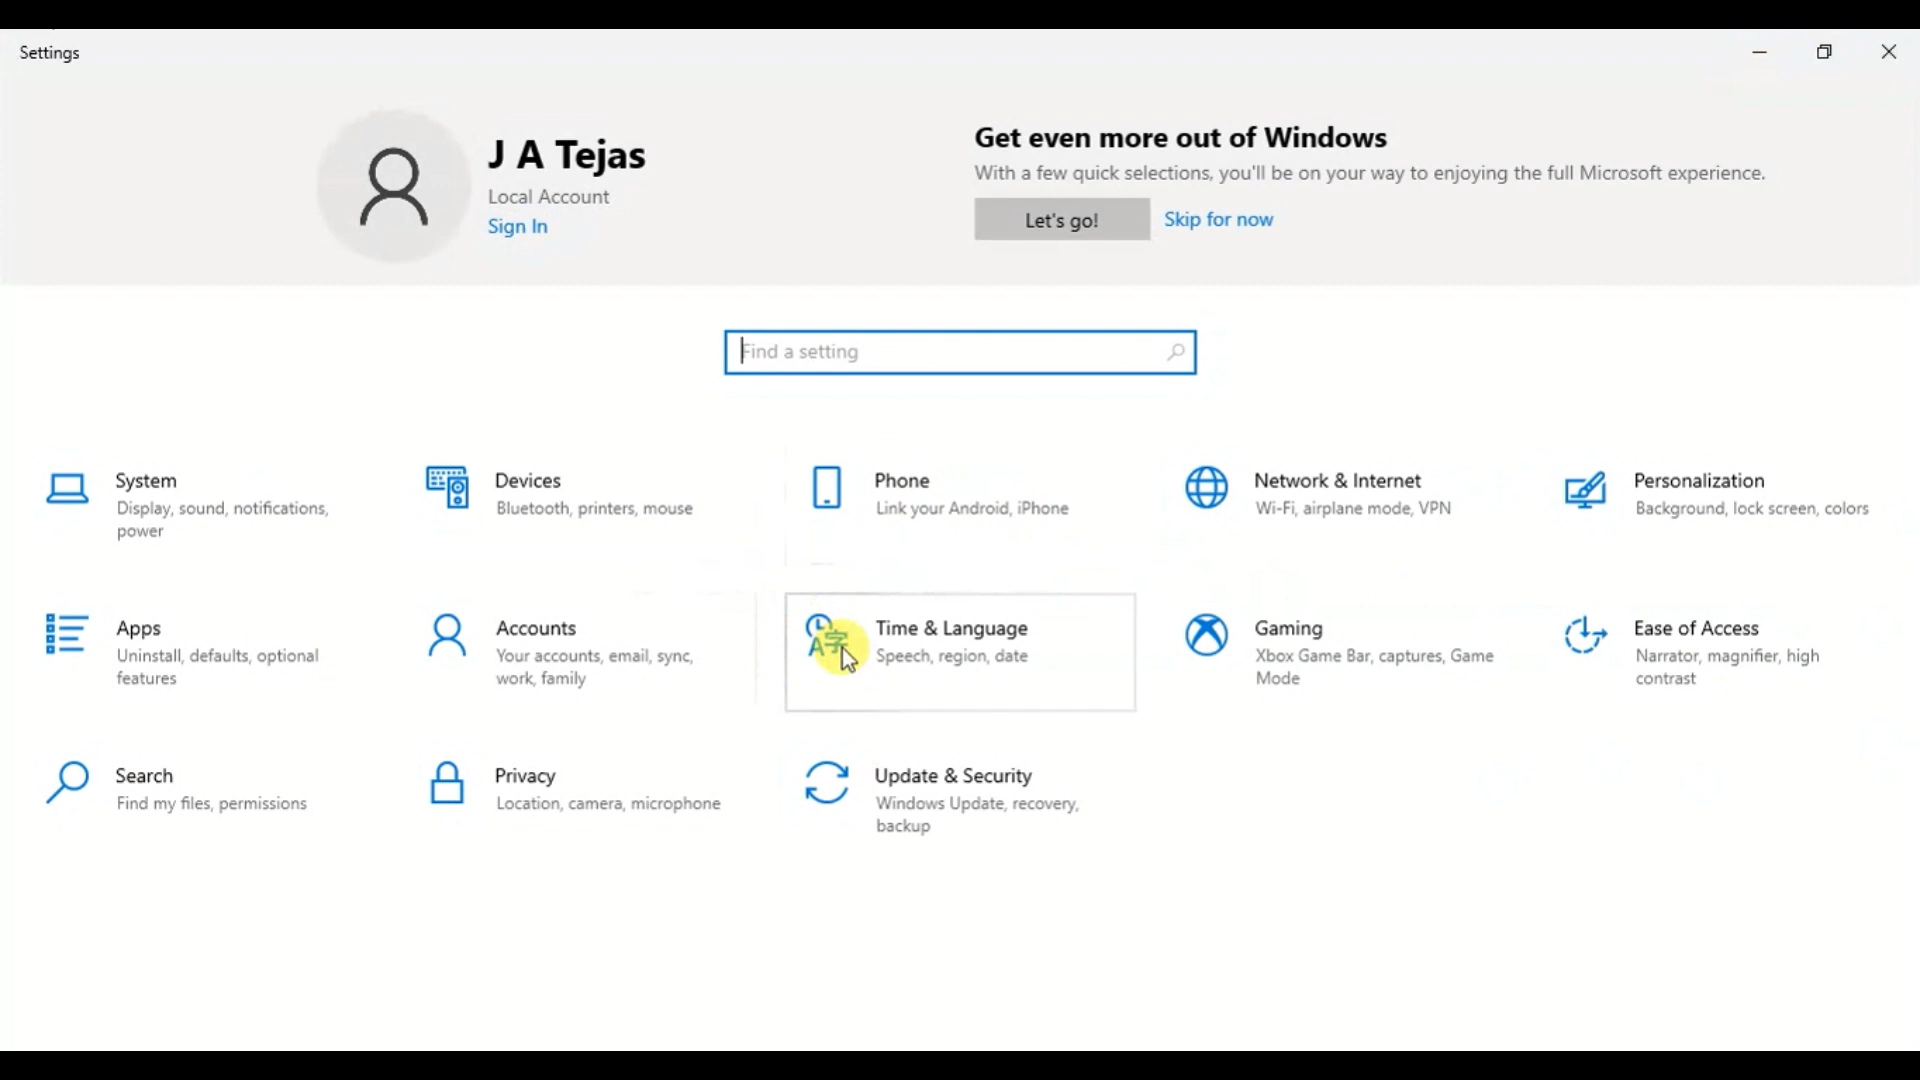 Settings
J A Tejas
Local Account
Sign In
Get even more out of Windows
With a few quick selections, you'll be on your way to enjoying the full Microsoft experience.
Let's go!
Skip for now
Find a setting
System
Display, sound, notifications,
power
Devices
Bluetooth, printers, mouse
Phone
Link your Android, iPhone
Network & Internet
Wi-Fi, airplane mode, VPN
Personalization
Background, lock screen, colors
Apps
Uninstall, defaults, optional
features
Accounts
Your accounts, email, sync,
work, family
A字
Time & Language
Speech, region, date
Gaming
Xbox Game Bar, captures, Game
Mode
Ease of Access
Narrator, magnifier, high
contrast
Search
Find my files, permissions
Privacy
Location, camera, microphone
Update & Security
Windows Update, recovery,
backup